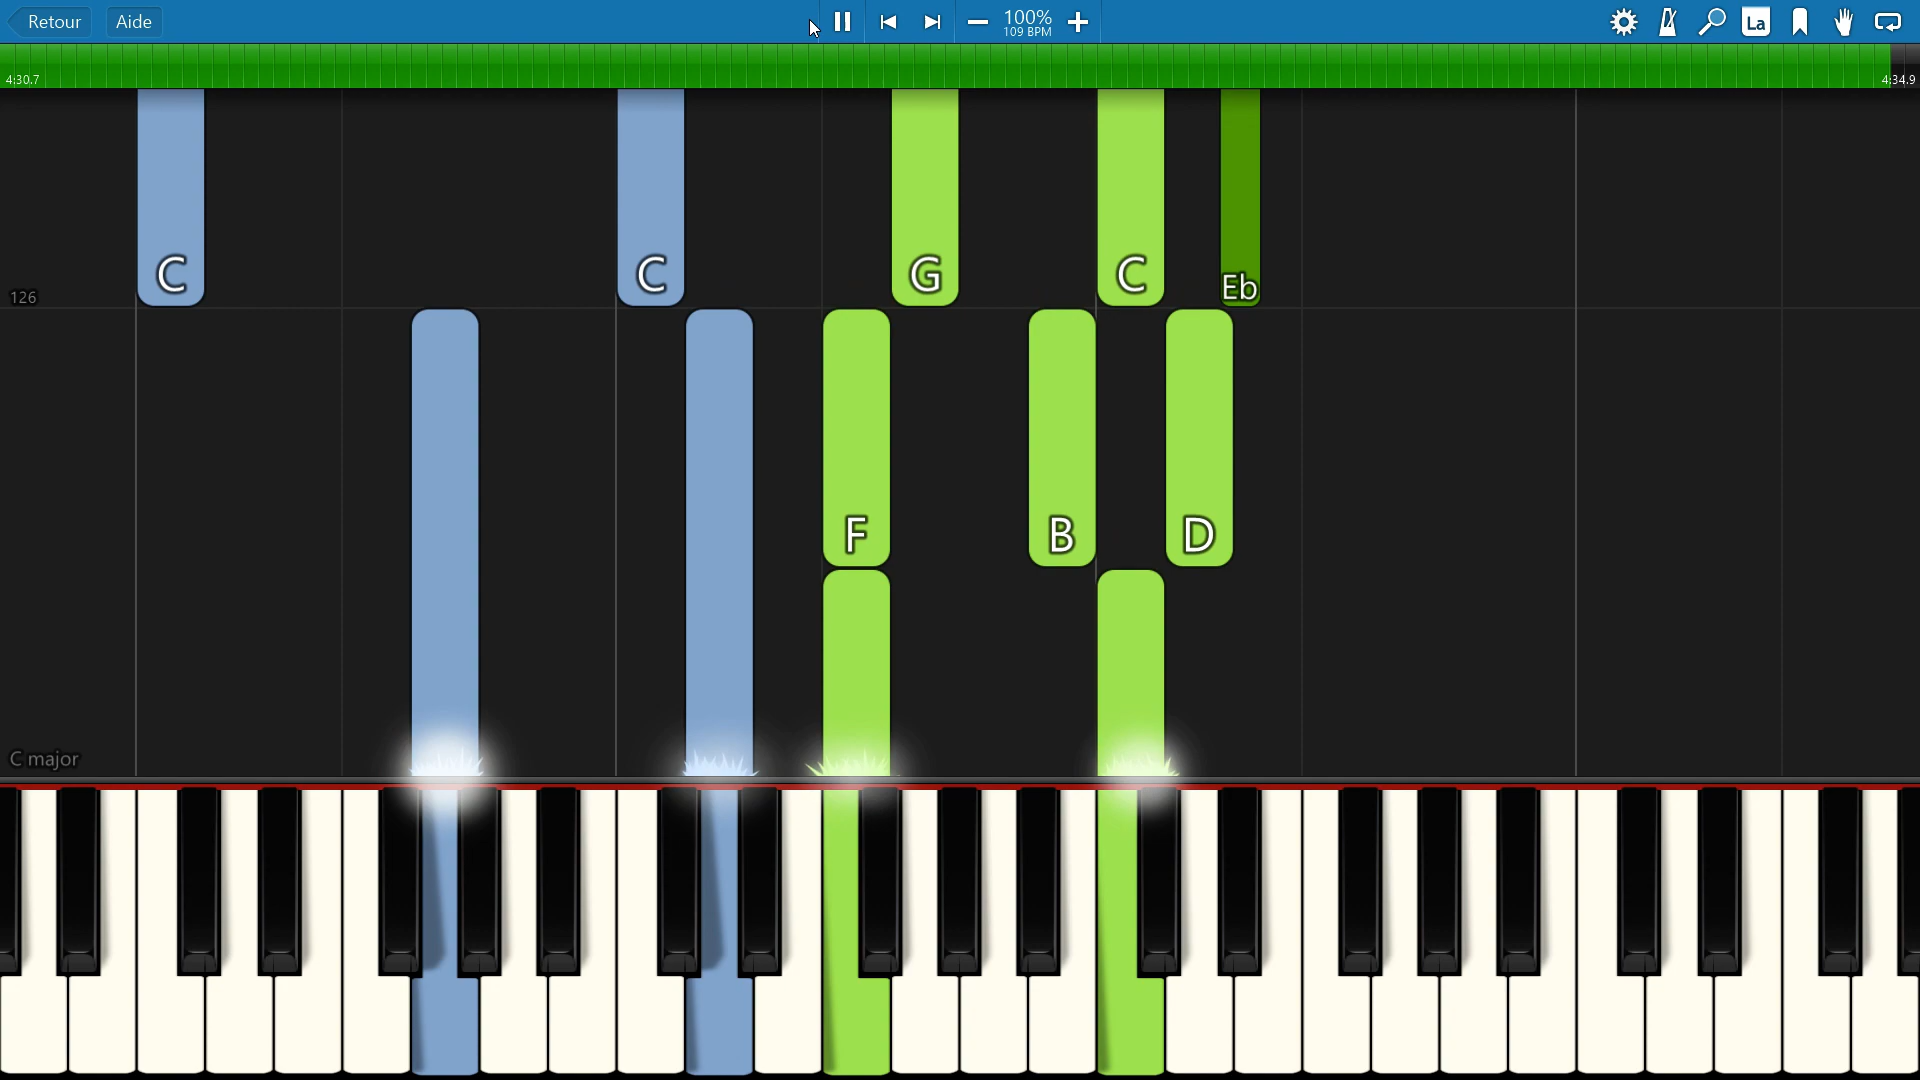 Retour Aide 100% La
109 BPM
4:30.7 4:34.9
C C G C Eb
126
F B D
C major